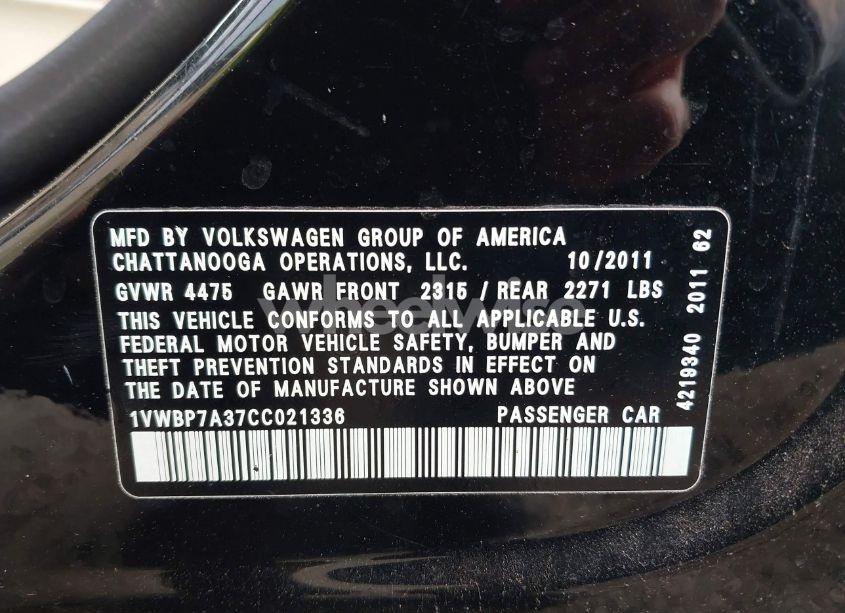 MFD BY VOLKSWAGEN GROUP OF AMERICA
CHATTANOOGA OPERATIONS, LLC. 10/2011
GVWR 4475 GAWR FRONT 2315 / REAR 2271 LBS
THIS VEHICLE CONFORMS TO ALL APPLICABLE U.S.
FEDERAL MOTOR VEHICLE SAFETY, BUMPER AND
THEFT PREVENTION STANDARDS IN EFFECT ON
THE DATE OF MANUFACTURE SHOWN ABOVE
1VWBP7A37CC021336 PASSENGER CAR
4219340 2011 62